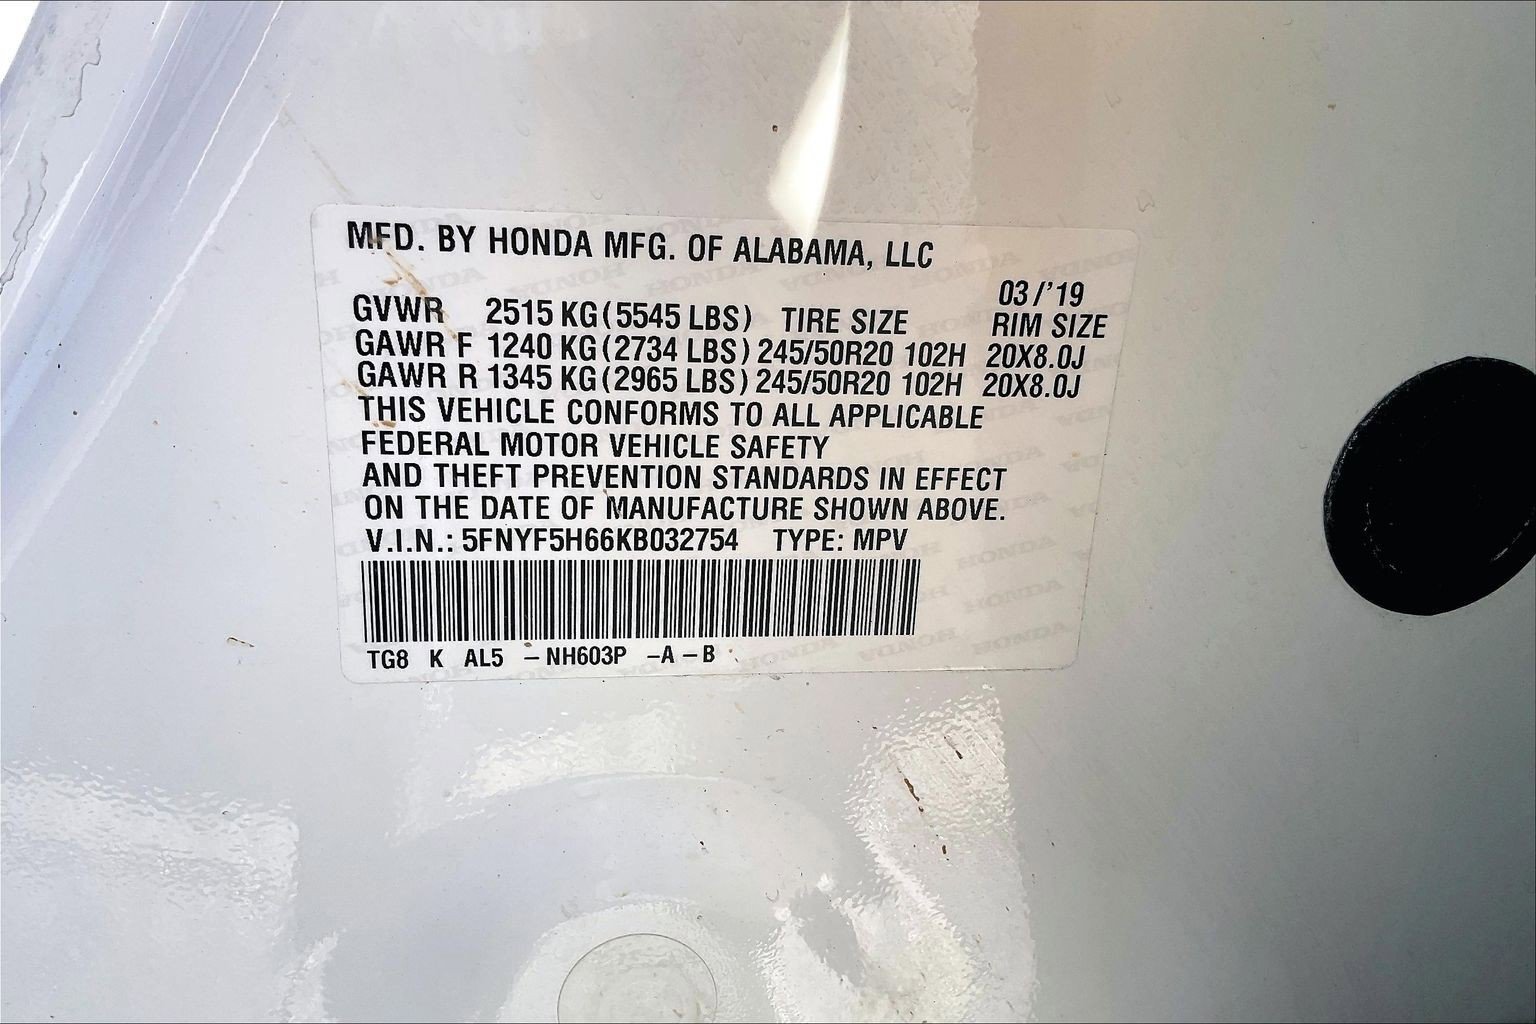 MFD. BY HONDA MFG. OF ALABAMA, LLC
03/'19
GVWR 2515 KG(5545 LBS) TIRE SIZE RIM SIZE
GAWR F 1240 KG(2734 LBS) 245/50R20 102H 20X8.0J
GAWR R 1345 KG(2965 LBS) 245/50R20 102H 20X8.0J
THIS VEHICLE CONFORMS TO ALL APPLICABLE
FEDERAL MOTOR VEHICLE SAFETY
AND THEFT PREVENTION STANDARDS IN EFFECT
ON THE DATE OF MANUFACTURE SHOWN ABOVE.
V.I.N.: 5FNYF5H66KB032754 TYPE: MPV
TG8 K AL5 –NH603P –A –B